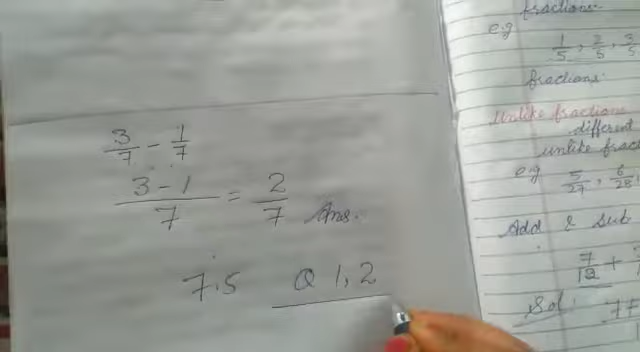 3/7 - 1/7
3-1/7 = 2/7 Ans.
7.5 Q 1, 2
fractions.
e.g 1/5, 2/5, 3/5
fractions.
Unlike fractions
different
unlike
e.g 5/27, 6/28,
Add & Sub
7/12 +
Sol.